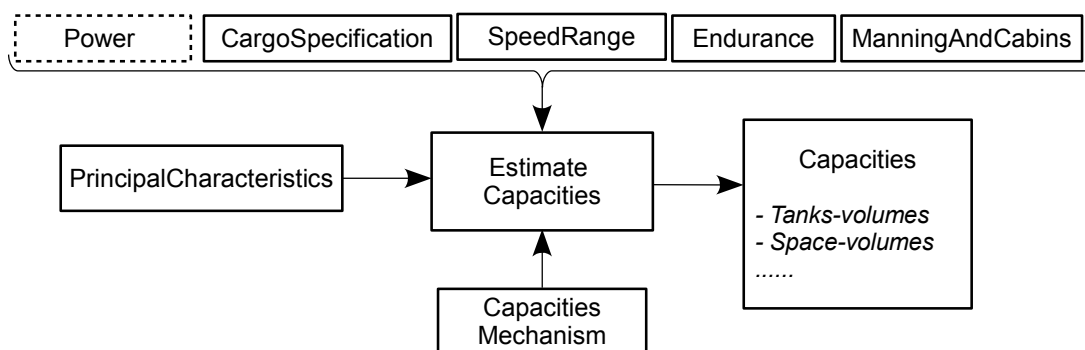 Power
CargoSpecification
SpeedRange
Endurance
ManningAndCabins
PrincipalCharacteristics
Estimate
Capacities
Capacities
- Tanks-volumes
- Space-volumes
......
Capacities
Mechanism